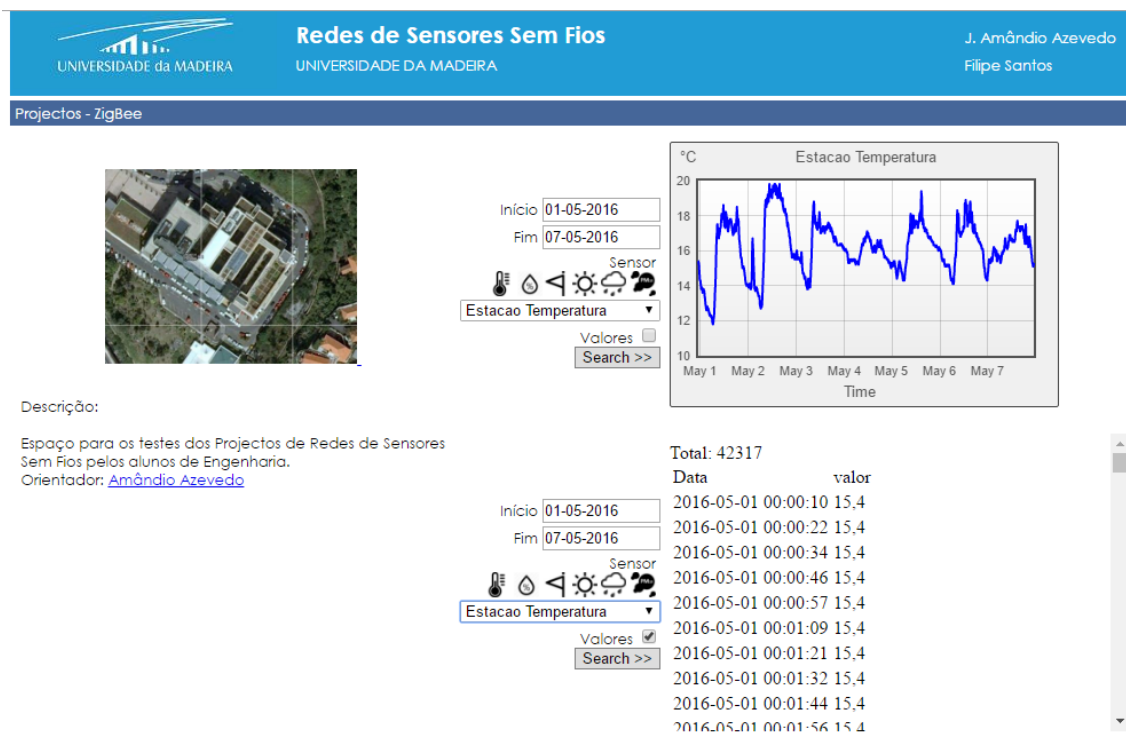 UNIVERSIDADE da MADEIRA
Redes de Sensores Sem Fios
UNIVERSIDADE DA MADEIRA
J. Amândio Azevedo
Filipe Santos
Projectos - ZigBee
Início 01-05-2016
Fim 07-05-2016
Sensor
%
Estacao Temperatura
Valores
Search >>
°C
Estacao Temperatura
20
18
16
14
12
10
May 1 May 2 May 3 May 4 May 5 May 6 May 7
Time
Descrição:
Espaço para os testes dos Projectos de Redes de Sensores
Sem Fios pelos alunos de Engenharia.
Orientador: Amândio Azevedo
Início 01-05-2016
Fim 07-05-2016
Sensor
%
Estacao Temperatura
Valores
Search >>
Total: 42317
Data valor
2016-05-01 00:00:10 15,4
2016-05-01 00:00:22 15,4
2016-05-01 00:00:34 15,4
2016-05-01 00:00:46 15,4
2016-05-01 00:00:57 15,4
2016-05-01 00:01:09 15,4
2016-05-01 00:01:21 15,4
2016-05-01 00:01:32 15,4
2016-05-01 00:01:44 15,4
2016-05-01 00:01:56 15,4